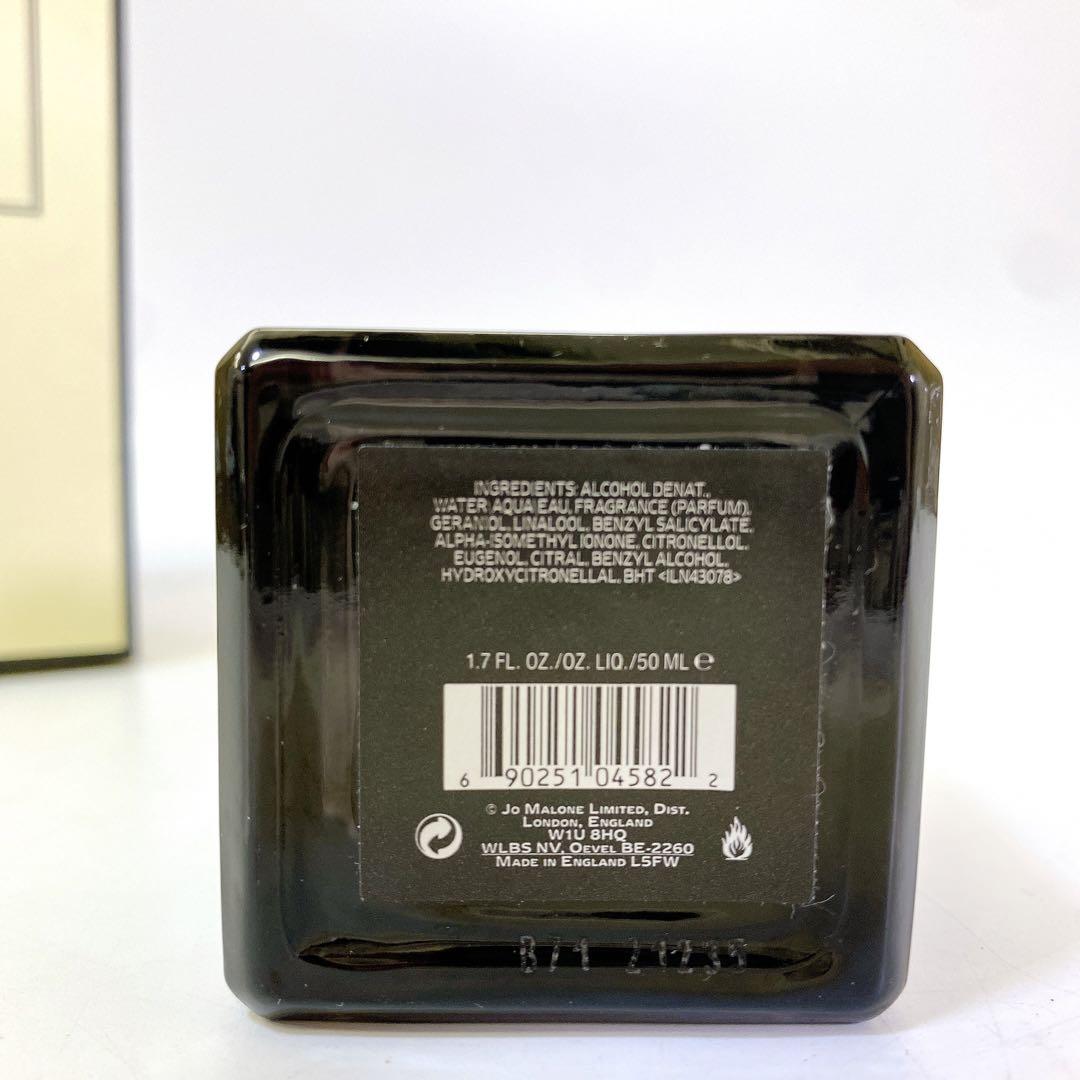 INGREDIENTS: ALCOHOL DENAT.,
WATER AQUA EAU, FRAGRANCE (PARFUM),
GERANIOL, LINALOOL, BENZYL SALICYLATE,
ALPHA-ISOMETHYL IONONE, CITRONELLOL,
EUGENOL, CITRAL, BENZYL ALCOHOL,
HYDROXYCITRONELLAL, BHT <ILN43078>
1.7 FL. OZ./OZ. LIQ./50 ML ℮
6 90251 04582 2
© JO MALONE LIMITED, DIST.
LONDON, ENGLAND
W1U 8HQ
WLBS NV, OEVEL BE-2260
MADE IN ENGLAND L5FW
B71 21235